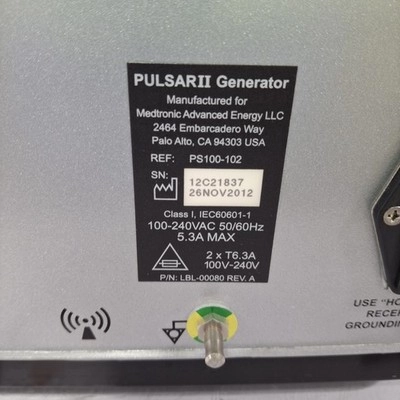 PULSARII Generator
Manufactured for
Medtronic Advanced Energy LLC
2464 Embarcadero Way
Palo Alto, CA 94303 USA
REF: PS100-102
SN: 12C21837
26NOV2012
Class I, IEC60601-1
100-240VAC 50/60Hz
5.3A MAX
2 x T6.3A
100V-240V
P/N: LBL-00080 REV. A
USE "HO
RECE
GROUNDIN